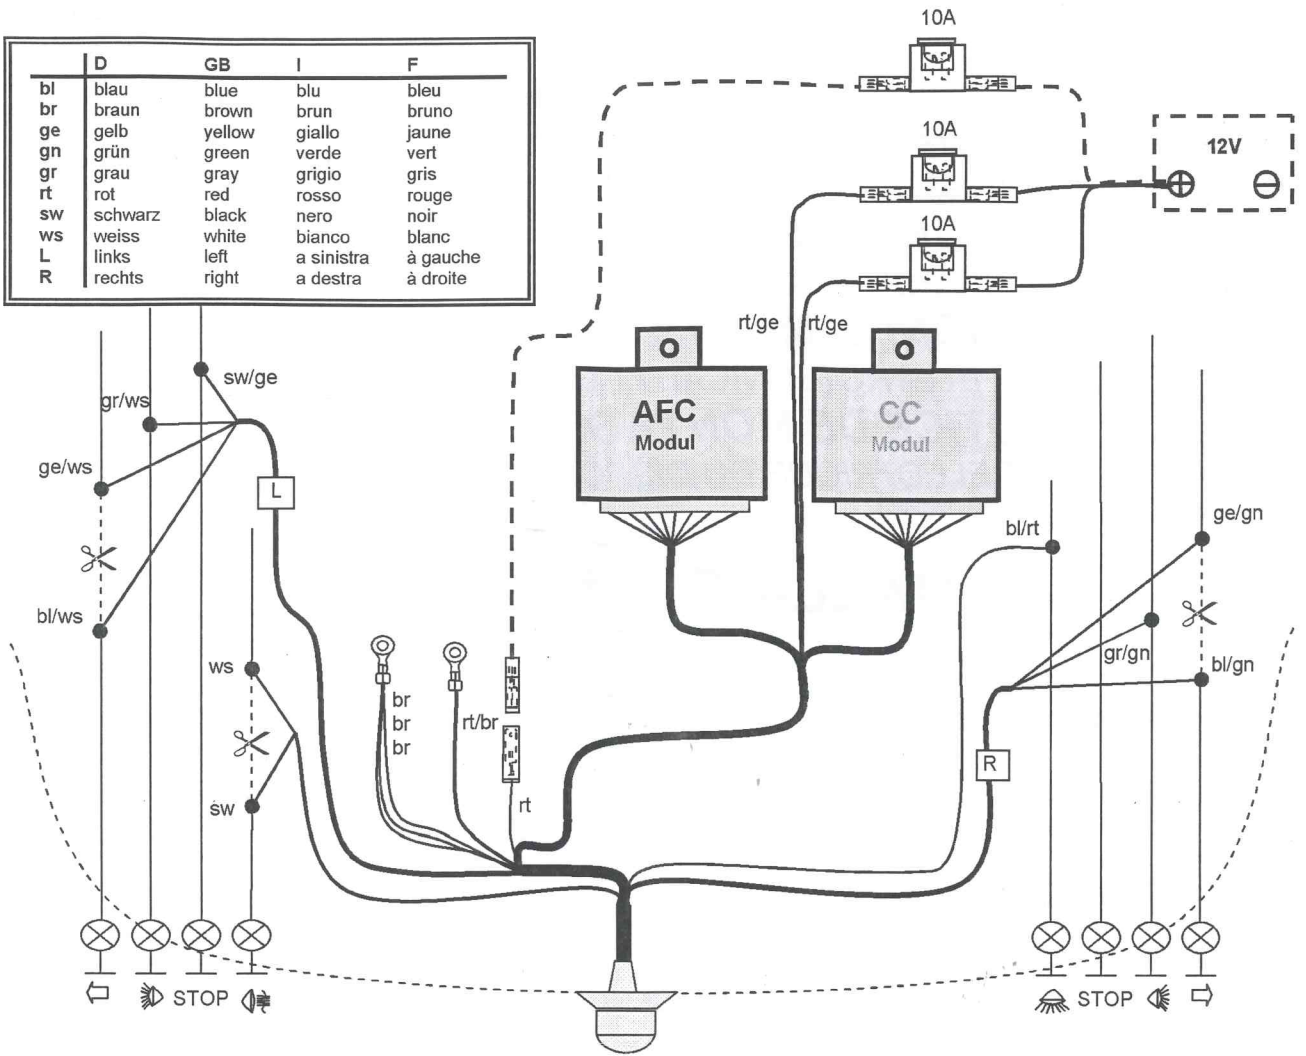 10A
D GB I F
bl blau blue blu bleu
br braun brown brun bruno
ge gelb yellow giallo jaune
gn grün green verde vert
gr grau gray grigio gris
rt rot red rosso rouge
sw schwarz black nero noir
ws weiss white bianco blanc
L links left a sinistra à gauche
R rechts right a destra à droite
10A
12V
10A
rt/ge rt/ge
sw/ge
gr/ws
AFC
Modul
CC
Modul
ge/ws
L
bl/rt
ge/gn
bl/ws
ws
gr/gn
bl/gn
br
br
br
rt/br
R
sw
rt
STOP
STOP